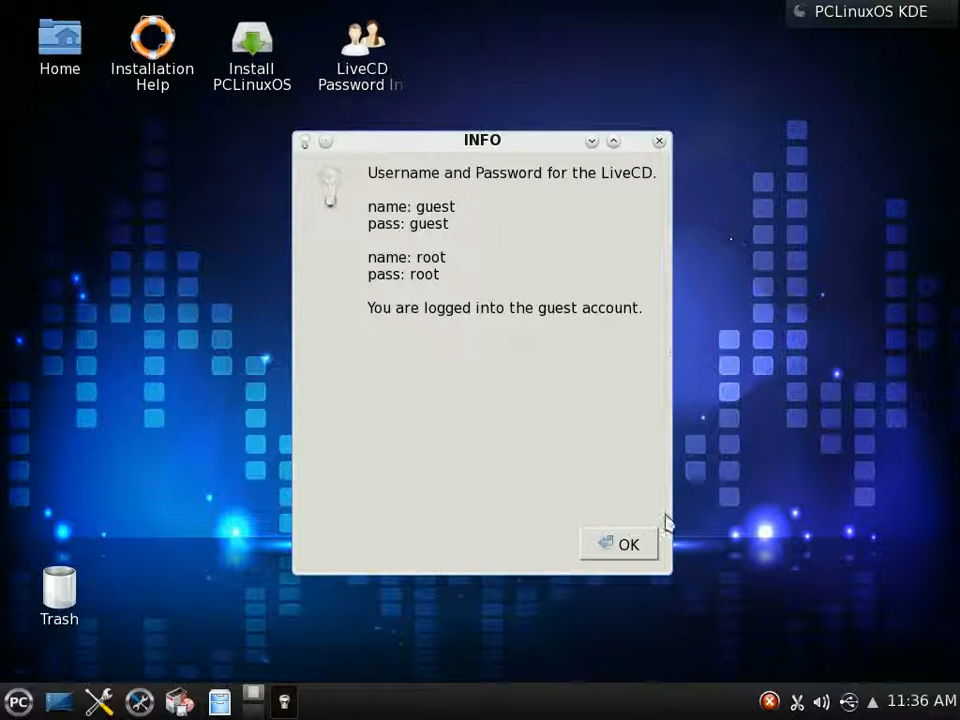 PCLinuxOS KDE
Home
Installation
Help
Install
PCLinuxOS
LiveCD
Password In
INFO
Username and Password for the LiveCD.
name: guest
pass: guest
name: root
pass: root
You are logged into the guest account.
OK
Trash
PC
11:36 AM